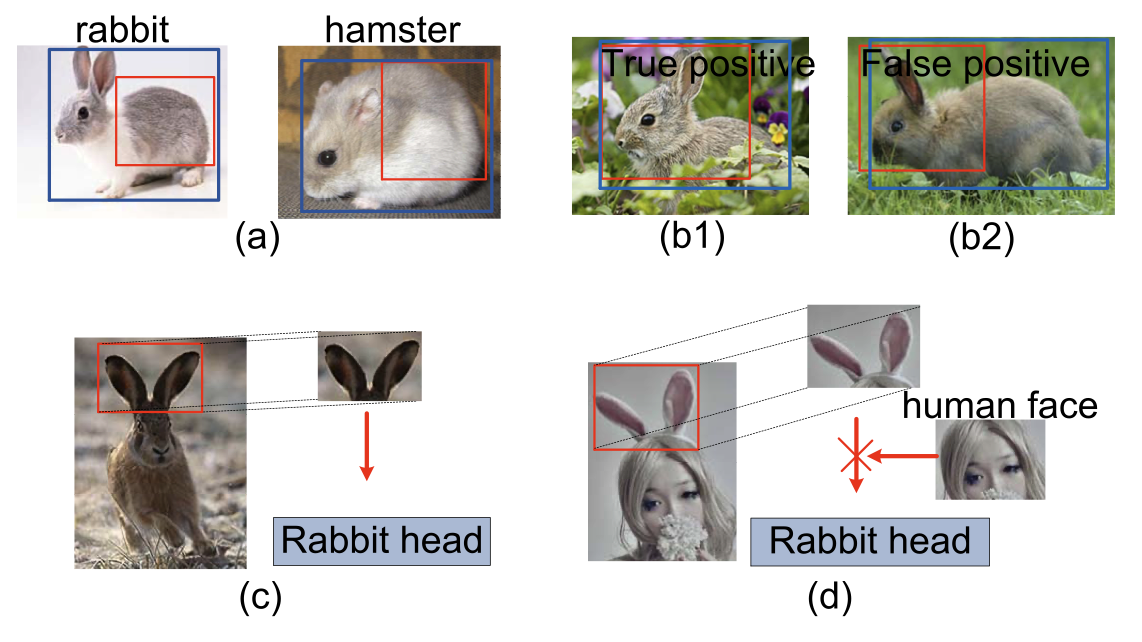 rabbit
hamster
True positive
False positive
(a)
(b1)
(b2)
human face
Rabbit head
Rabbit head
(c)
(d)